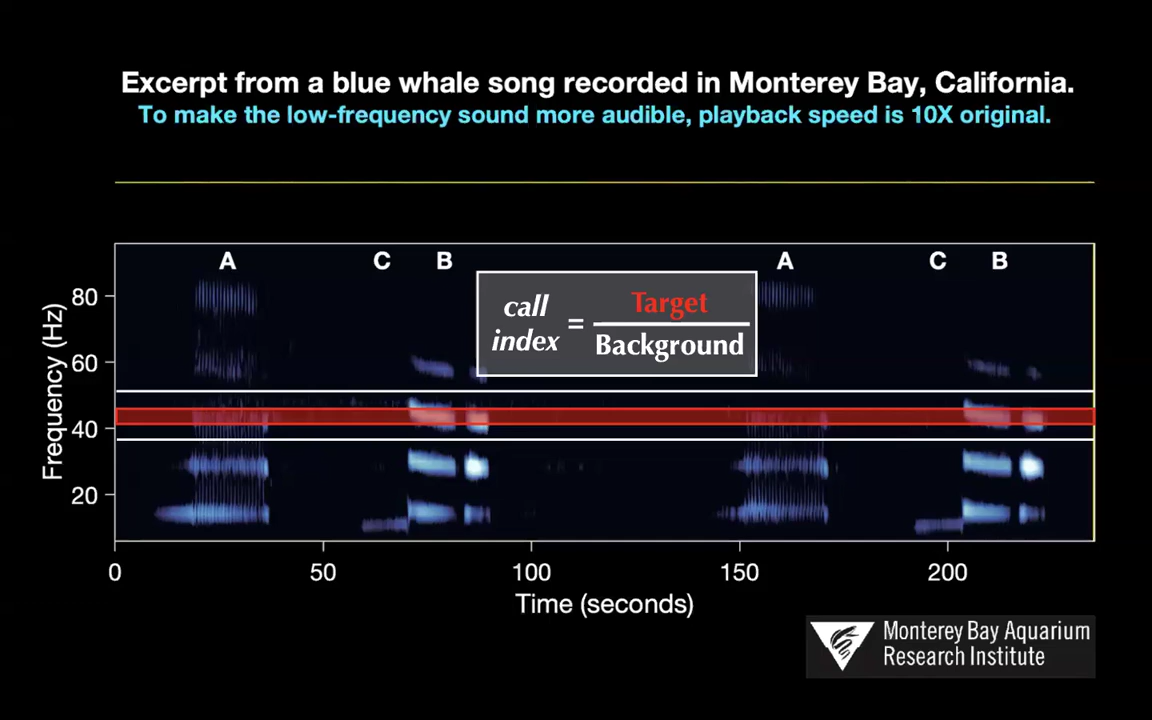 Excerpt from a blue whale song recorded in Monterey Bay, California.
To make the low-frequency sound more audible, playback speed is 10X original.
A C B A C B
call index = Target / Background
Frequency (Hz)
80
60
40
20
0 50 100 150 200
Time (seconds)
Monterey Bay Aquarium
Research Institute